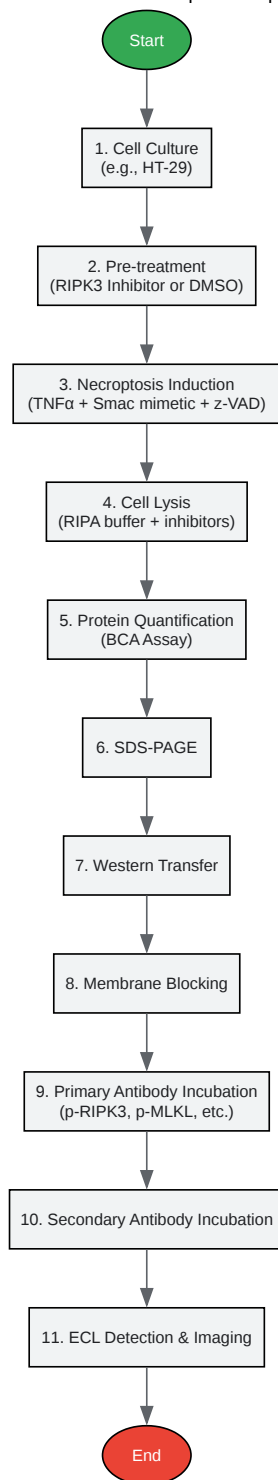 Start
1. Cell Culture
(e.g., HT-29)
2. Pre-treatment
(RIPK3 Inhibitor or DMSO)
3. Necroptosis Induction
(TNFα + Smac mimetic + z-VAD)
4. Cell Lysis
(RIPA buffer + inhibitors)
5. Protein Quantification
(BCA Assay)
6. SDS-PAGE
7. Western Transfer
8. Membrane Blocking
9. Primary Antibody Incubation
(p-RIPK3, p-MLKL, etc.)
10. Secondary Antibody Incubation
11. ECL Detection & Imaging
End